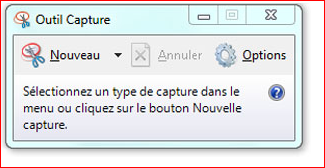 Outil Capture
Nouveau Annuler Options
Sélectionnez un type de capture dans le
menu ou cliquez sur le bouton Nouvelle
capture.